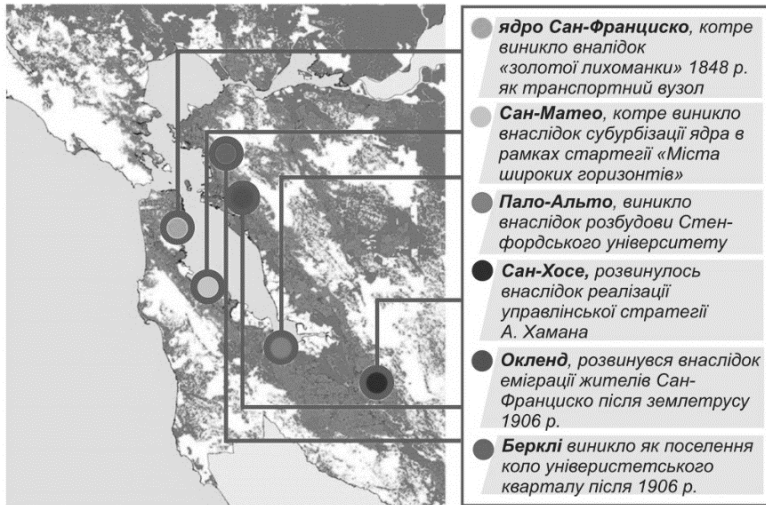 ядро Сан-Франциско, котре
виникло вналідок
«золотої лихоманки» 1848 р.
як транспортний вузол
Сан-Матео, котре виникло
внаслідок субурбізації ядра в
рамках стартегії «Міста
широких горизонтів»
Пало-Альто, виникло
внаслідок розбудови Стен-
фордського університету
Сан-Хосе, розвинулось
внаслідок реалізації
управлінської стратегії
А. Хамана
Окленд, розвинувся внаслідок
еміграції жителів Сан-
Франциско після землетрусу
1906 р.
Берклі виникло як поселення
коло універистетського
кварталу після 1906 р.